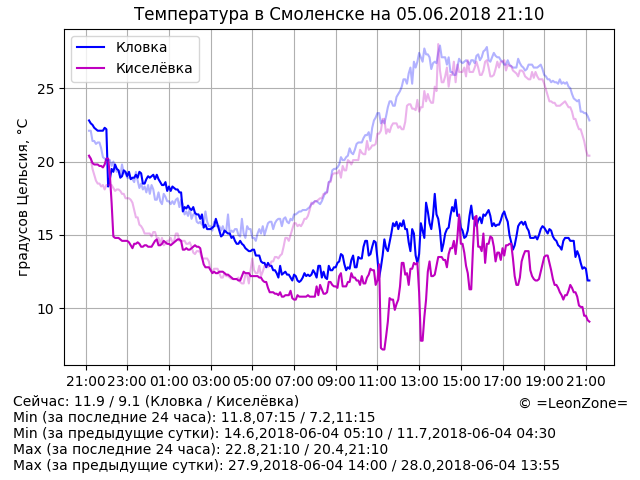 Температура в Смоленске на 05.06.2018 21:10
Кловка
Киселёвка
градусов Цельсия, °C
25
20
15
10
21:00 23:00 01:00 03:00 05:00 07:00 09:00 11:00 13:00 15:00 17:00 19:00 21:00
Сейчас: 11.9 / 9.1 (Кловка / Киселёвка)
© =LeonZone=
Min (за последние 24 часа): 11.8,07:15 / 7.2,11:15
Min (за предыдущие сутки): 14.6,2018-06-04 05:10 / 11.7,2018-06-04 04:30
Max (за последние 24 часа): 22.8,21:10 / 20.4,21:10
Max (за предыдущие сутки): 27.9,2018-06-04 14:00 / 28.0,2018-06-04 13:55